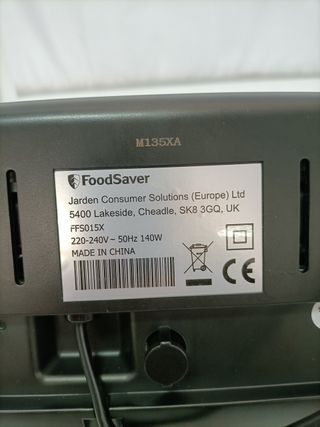 M135XA
FoodSaver
Jarden Consumer Solutions (Europe) Ltd
5400 Lakeside, Cheadle, SK8 3GQ, UK
FFS015X
220-240V ~ 50Hz 140W
MADE IN CHINA
CE